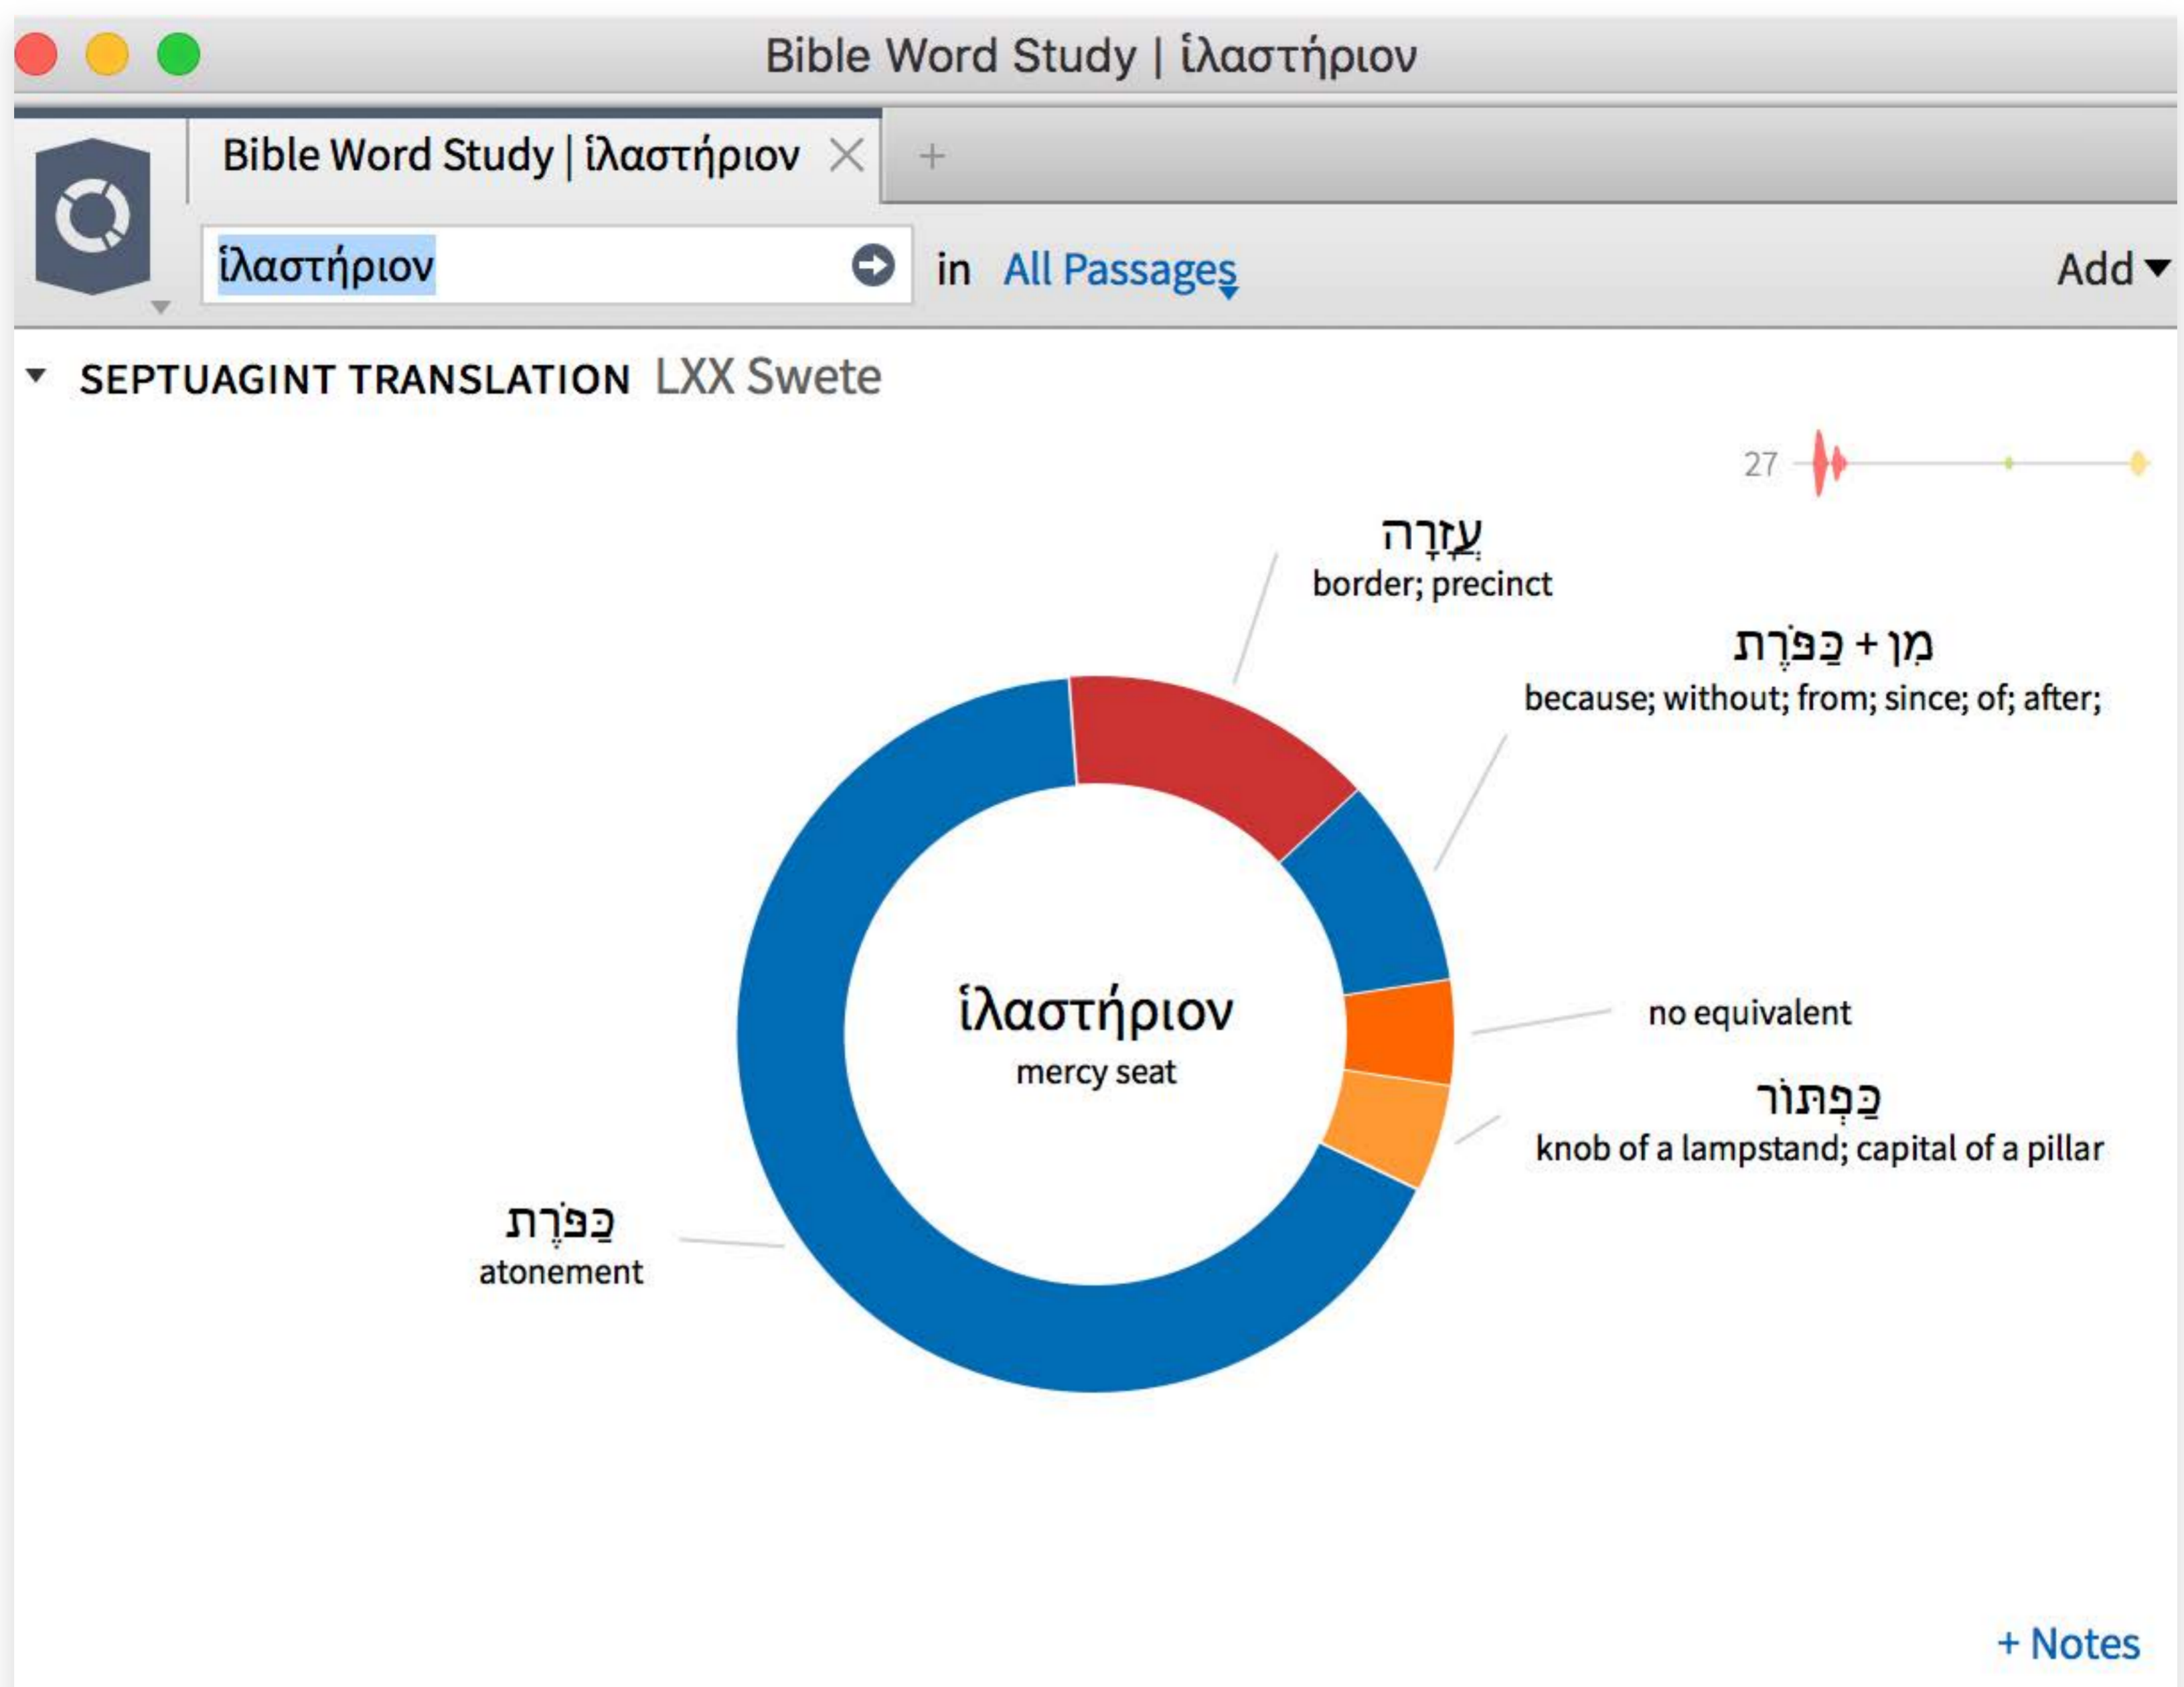 Bible Word Study | ἱλαστήριον
Bible Word Study | ἱλαστήριον
+
ἱλαστήριον in All Passages Add
SEPTUAGINT TRANSLATION LXX Swete
27
עֲזָרָה
border; precinct
מִן + כַּפֹּרֶת
because; without; from; since; of; after;
ἱλαστήριον
mercy seat
no equivalent
כַּפְתּוֹר
knob of a lampstand; capital of a pillar
כַּפֹּרֶת
atonement
+ Notes